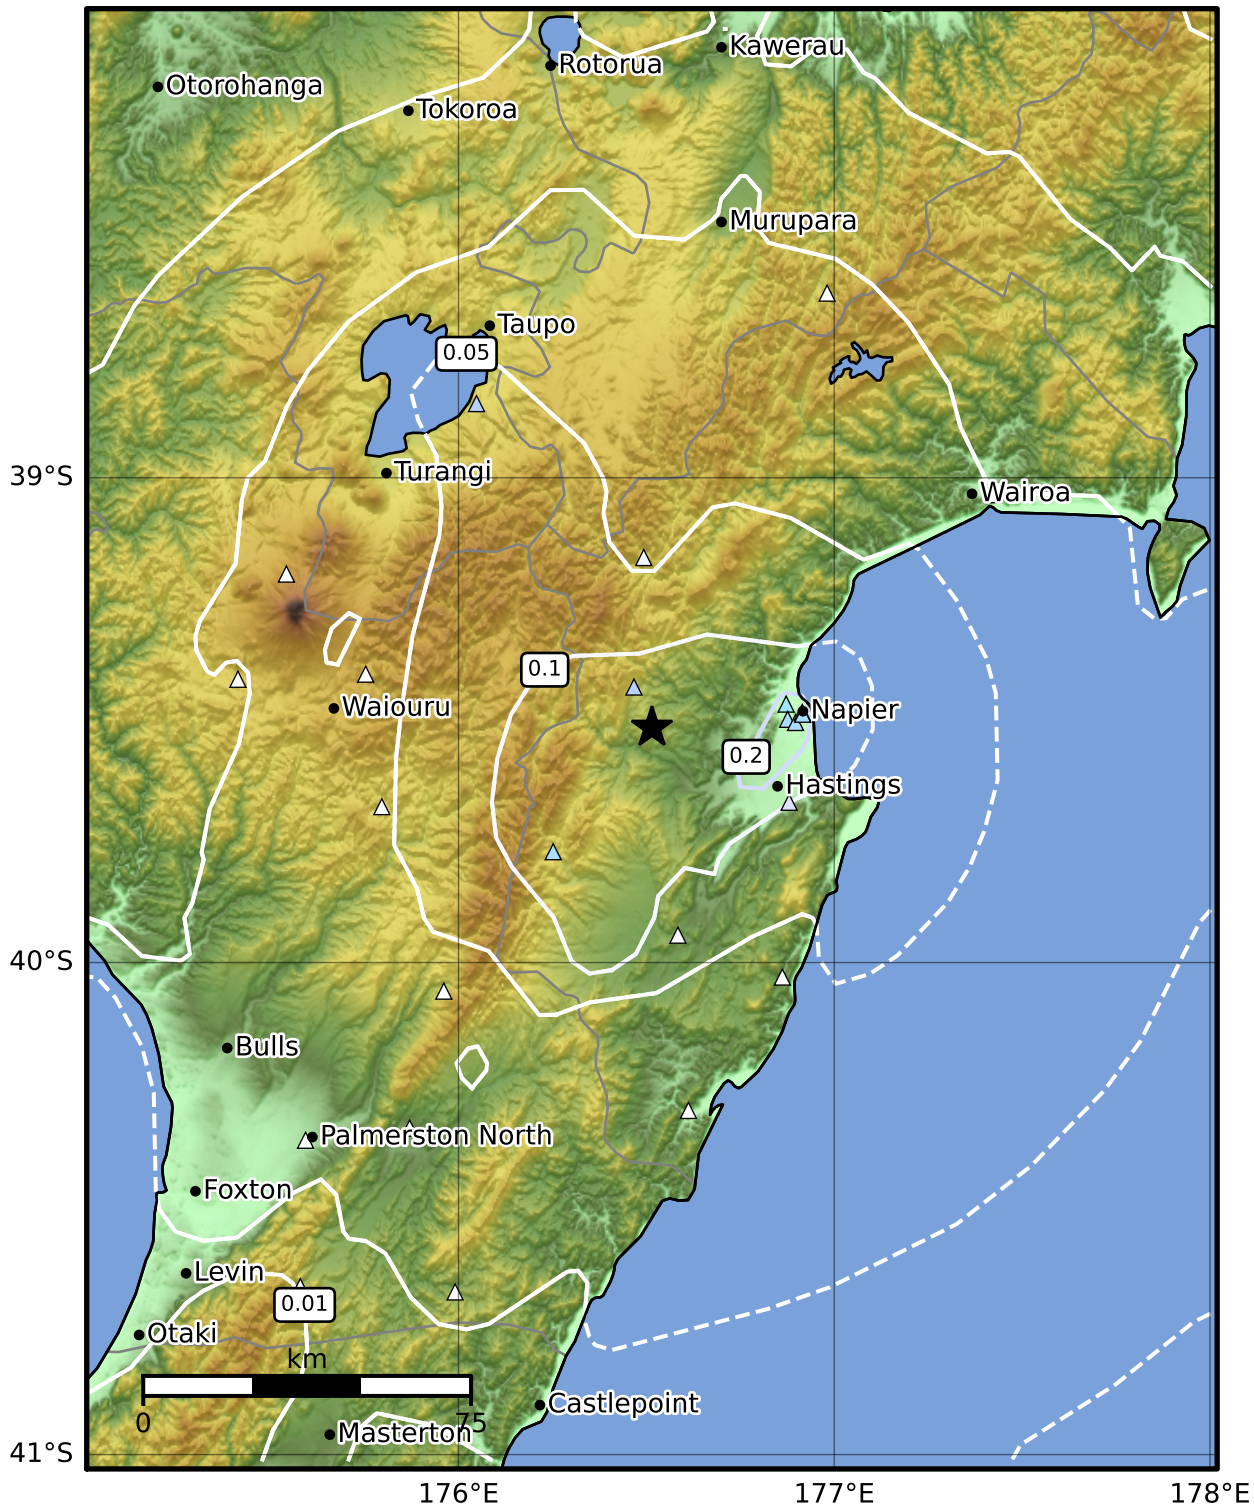 Kawerau
Rotorua
Otorohanga
Tokoroa
Murupara
Taupo
0.05
Turangi
39°S
Wairoa
0.1
Waiouru
Napier
0.2
Hastings
40°S
Bulls
Palmerston North
Foxton
Levin
0.01
Otaki
km
0
75
Castlepoint
Masterton
41°S
176°E
177°E
178°E